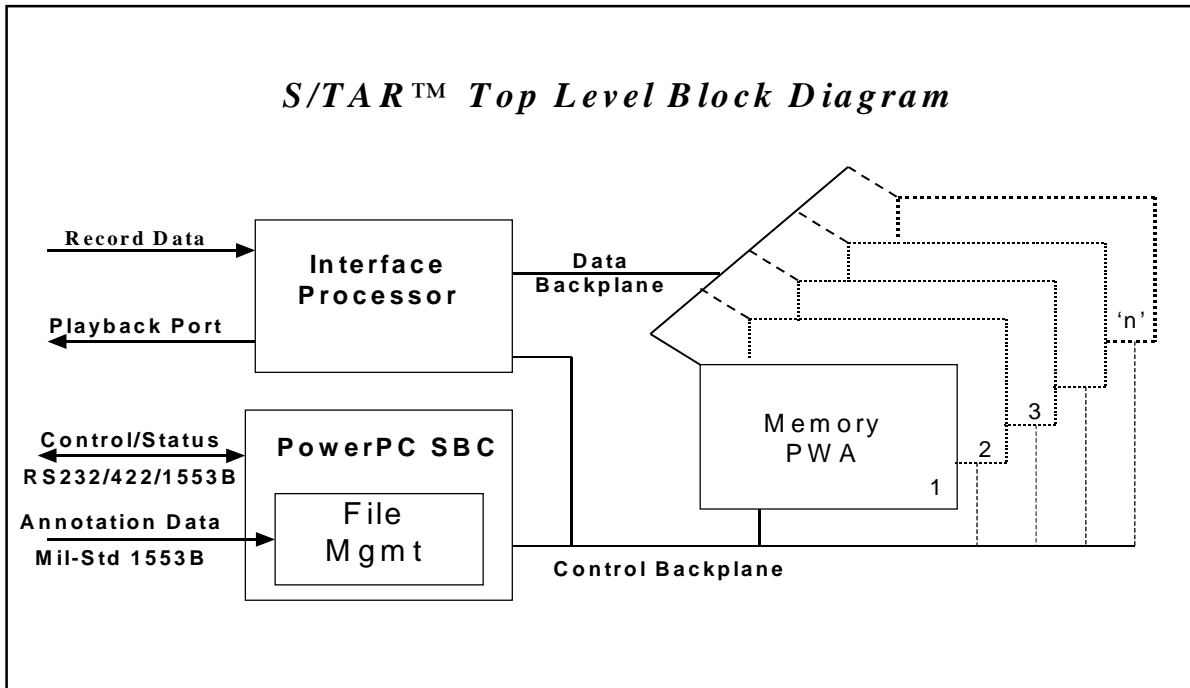 S/TAR™ Top Level Block Diagram
Record Data
Interface
Processor
Playback Port
Data
Backplane
Control/Status
RS232/422/1553B
PowerPC SBC
Annotation Data
Mil-Std 1553B
File
Mgmt
Control Backplane
Memory
PWA
1
2
3
‘n’